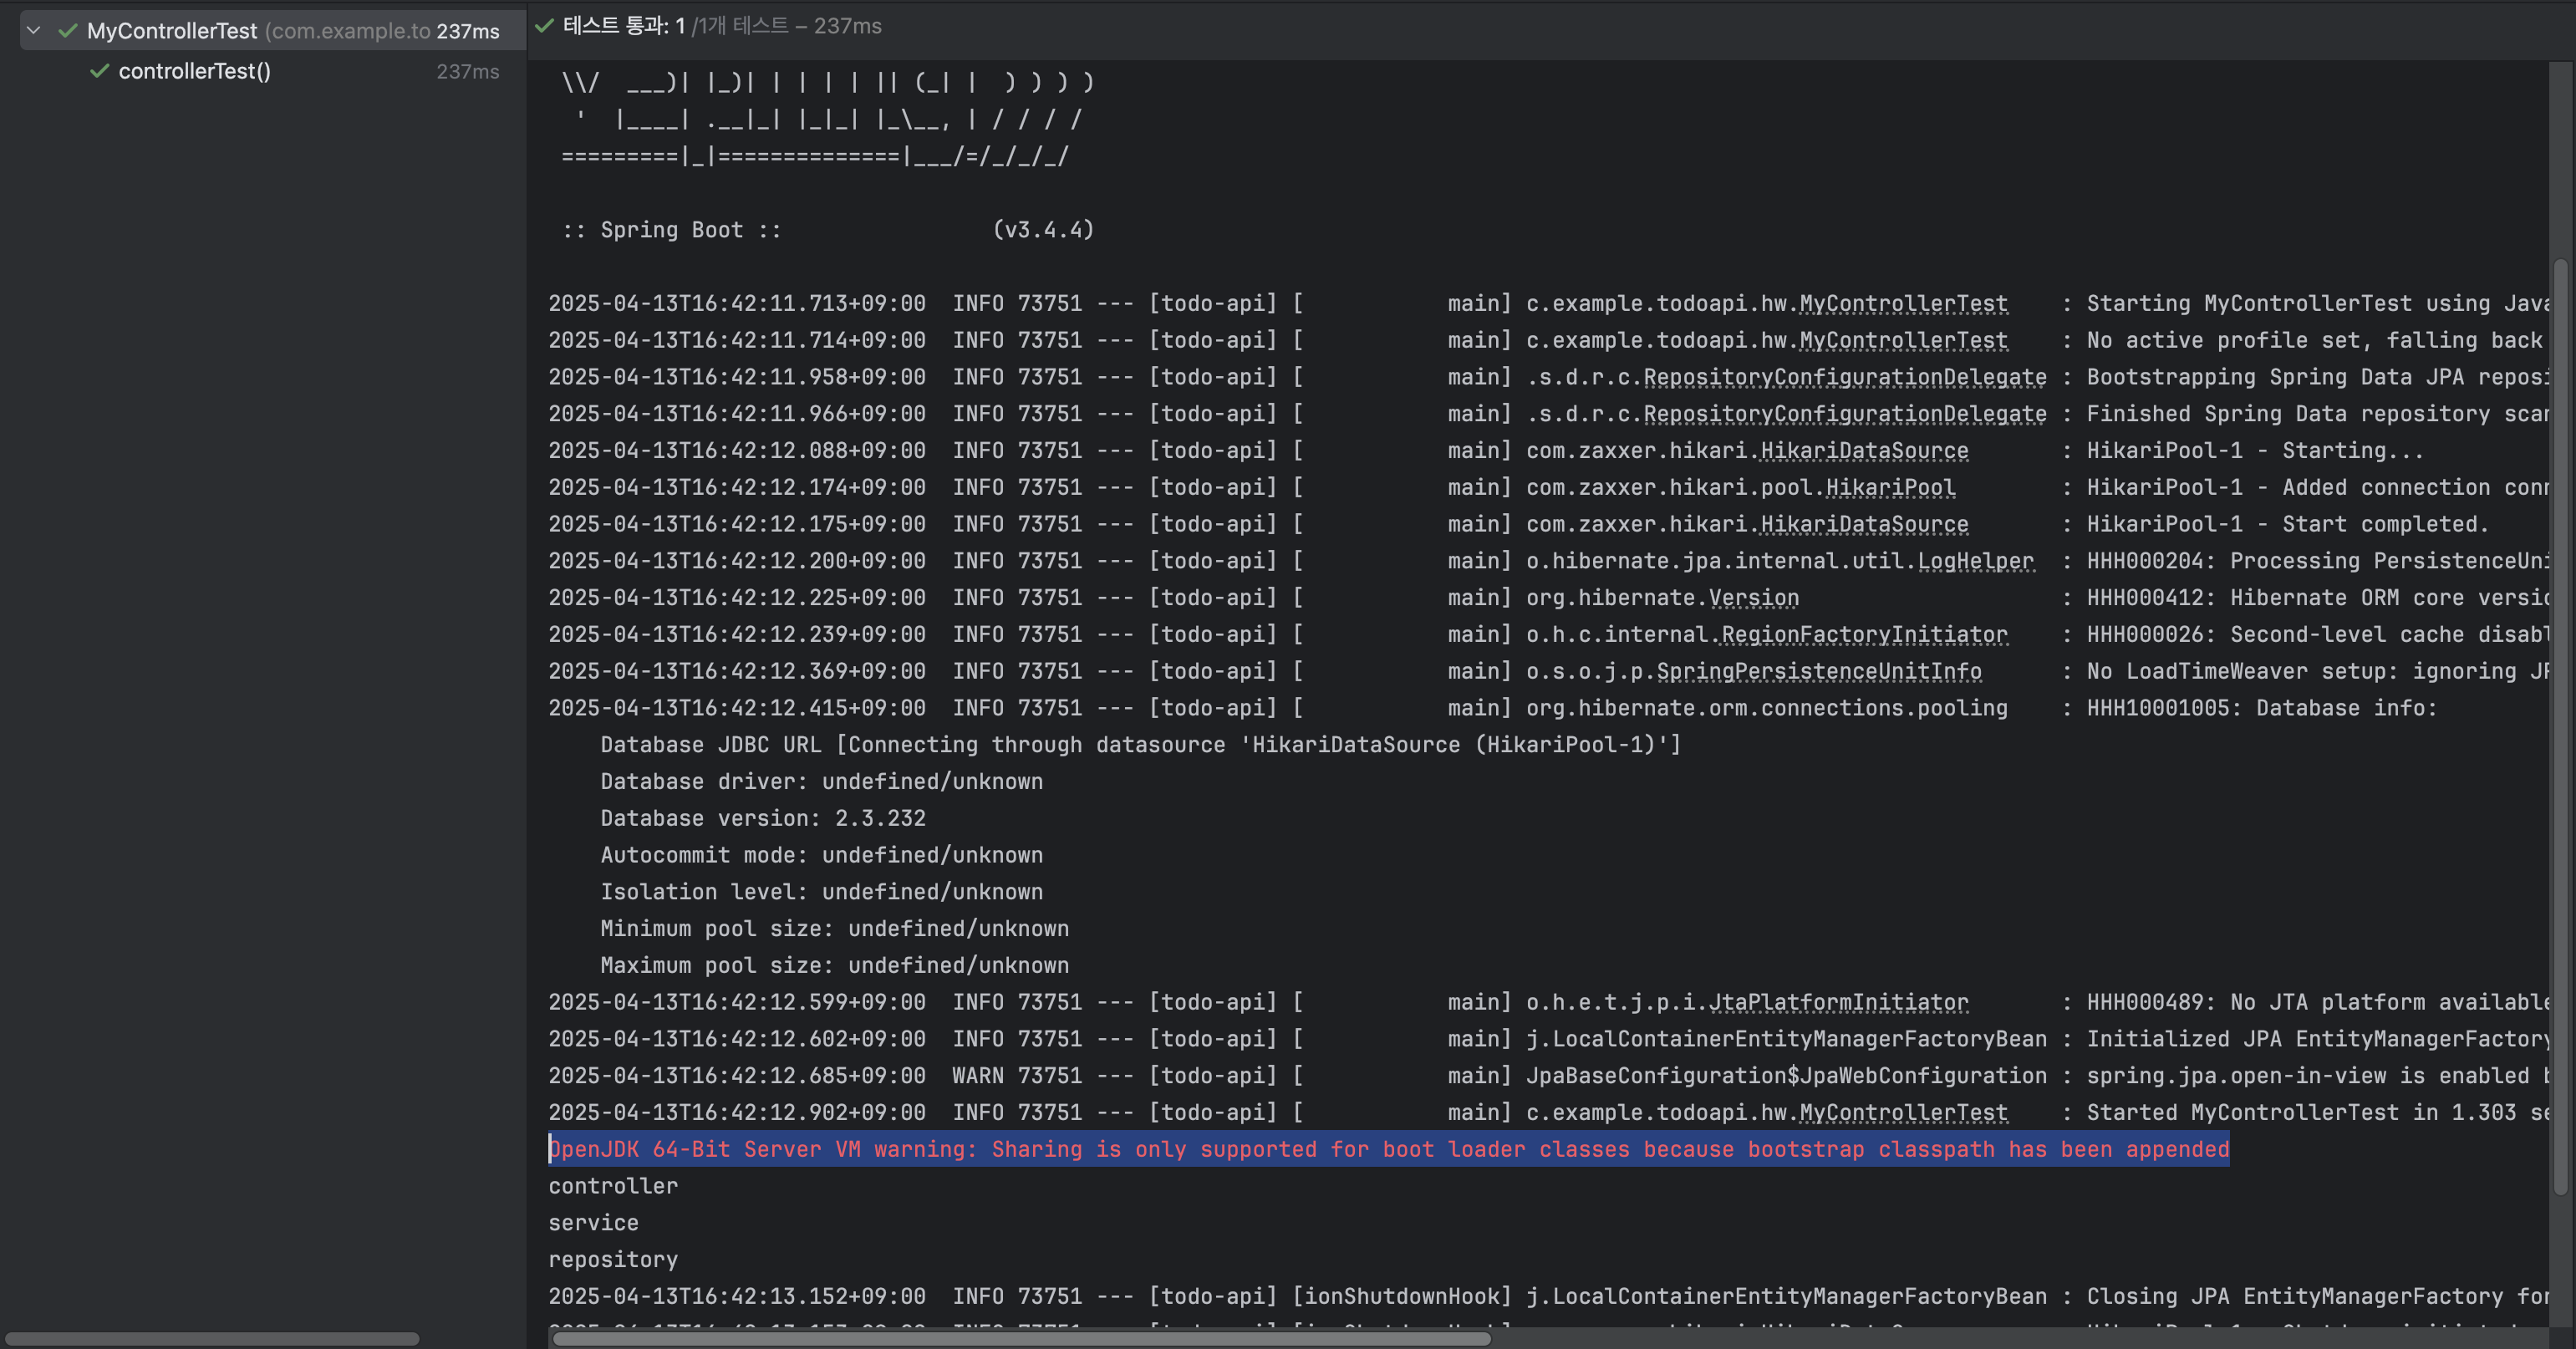 MyControllerTest (com.example.to 237ms
controllerTest() 237ms
테스트 통과: 1 /1개 테스트 – 237ms
\\/  ___)| |_)| | | | | || (_| |  ) ) ) )
'  |____| .__|_| |_|_| |_\__, | / / / /
=========|_|==============|___/=/_/_/_/
:: Spring Boot ::                (v3.4.4)
2025-04-13T16:42:11.713+09:00  INFO 73751 --- [todo-api] [           main] c.example.todoapi.hw.MyControllerTest    : Starting MyControllerTest using Java
2025-04-13T16:42:11.714+09:00  INFO 73751 --- [todo-api] [           main] c.example.todoapi.hw.MyControllerTest    : No active profile set, falling back
2025-04-13T16:42:11.958+09:00  INFO 73751 --- [todo-api] [           main] .s.d.r.c.RepositoryConfigurationDelegate : Bootstrapping Spring Data JPA reposi
2025-04-13T16:42:11.966+09:00  INFO 73751 --- [todo-api] [           main] .s.d.r.c.RepositoryConfigurationDelegate : Finished Spring Data repository scan
2025-04-13T16:42:12.088+09:00  INFO 73751 --- [todo-api] [           main] com.zaxxer.hikari.HikariDataSource       : HikariPool-1 - Starting...
2025-04-13T16:42:12.174+09:00  INFO 73751 --- [todo-api] [           main] com.zaxxer.hikari.pool.HikariPool        : HikariPool-1 - Added connection conn
2025-04-13T16:42:12.175+09:00  INFO 73751 --- [todo-api] [           main] com.zaxxer.hikari.HikariDataSource       : HikariPool-1 - Start completed.
2025-04-13T16:42:12.200+09:00  INFO 73751 --- [todo-api] [           main] o.hibernate.jpa.internal.util.LogHelper  : HHH000204: Processing PersistenceUni
2025-04-13T16:42:12.225+09:00  INFO 73751 --- [todo-api] [           main] org.hibernate.Version                    : HHH000412: Hibernate ORM core versio
2025-04-13T16:42:12.239+09:00  INFO 73751 --- [todo-api] [           main] o.h.c.internal.RegionFactoryInitiator    : HHH000026: Second-level cache disabl
2025-04-13T16:42:12.369+09:00  INFO 73751 --- [todo-api] [           main] o.s.o.j.p.SpringPersistenceUnitInfo      : No LoadTimeWeaver setup: ignoring JP
2025-04-13T16:42:12.415+09:00  INFO 73751 --- [todo-api] [           main] org.hibernate.orm.connections.pooling    : HHH10001005: Database info:
Database JDBC URL [Connecting through datasource 'HikariDataSource (HikariPool-1)']
Database driver: undefined/unknown
Database version: 2.3.232
Autocommit mode: undefined/unknown
Isolation level: undefined/unknown
Minimum pool size: undefined/unknown
Maximum pool size: undefined/unknown
2025-04-13T16:42:12.599+09:00  INFO 73751 --- [todo-api] [           main] o.h.e.t.j.p.i.JtaPlatformInitiator       : HHH000489: No JTA platform available
2025-04-13T16:42:12.602+09:00  INFO 73751 --- [todo-api] [           main] j.LocalContainerEntityManagerFactoryBean : Initialized JPA EntityManagerFactory
2025-04-13T16:42:12.685+09:00  WARN 73751 --- [todo-api] [           main] JpaBaseConfiguration$JpaWebConfiguration : spring.jpa.open-in-view is enabled b
2025-04-13T16:42:12.902+09:00  INFO 73751 --- [todo-api] [           main] c.example.todoapi.hw.MyControllerTest    : Started MyControllerTest in 1.303 se
OpenJDK 64-Bit Server VM warning: Sharing is only supported for boot loader classes because bootstrap classpath has been appended
controller
service
repository
2025-04-13T16:42:13.152+09:00  INFO 73751 --- [todo-api] [ionShutdownHook] j.LocalContainerEntityManagerFactoryBean : Closing JPA EntityManagerFactory for